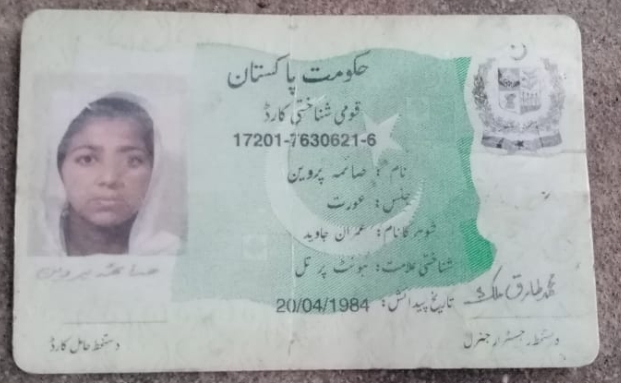 حکومت پاکستان
قومی شناختی کارڈ
17201-7630621-6
نام: صائمہ پروین
جنس: عورت
شوہر کا نام: عمران جاوید
شناختی علامت: ہونٹ پر تل
تاریخ پیدائش: 20/04/1984
صائمہ پروین
محمد طارق ملک
دستخط حامل کارڈ
دستخط رجسٹرار جنرل